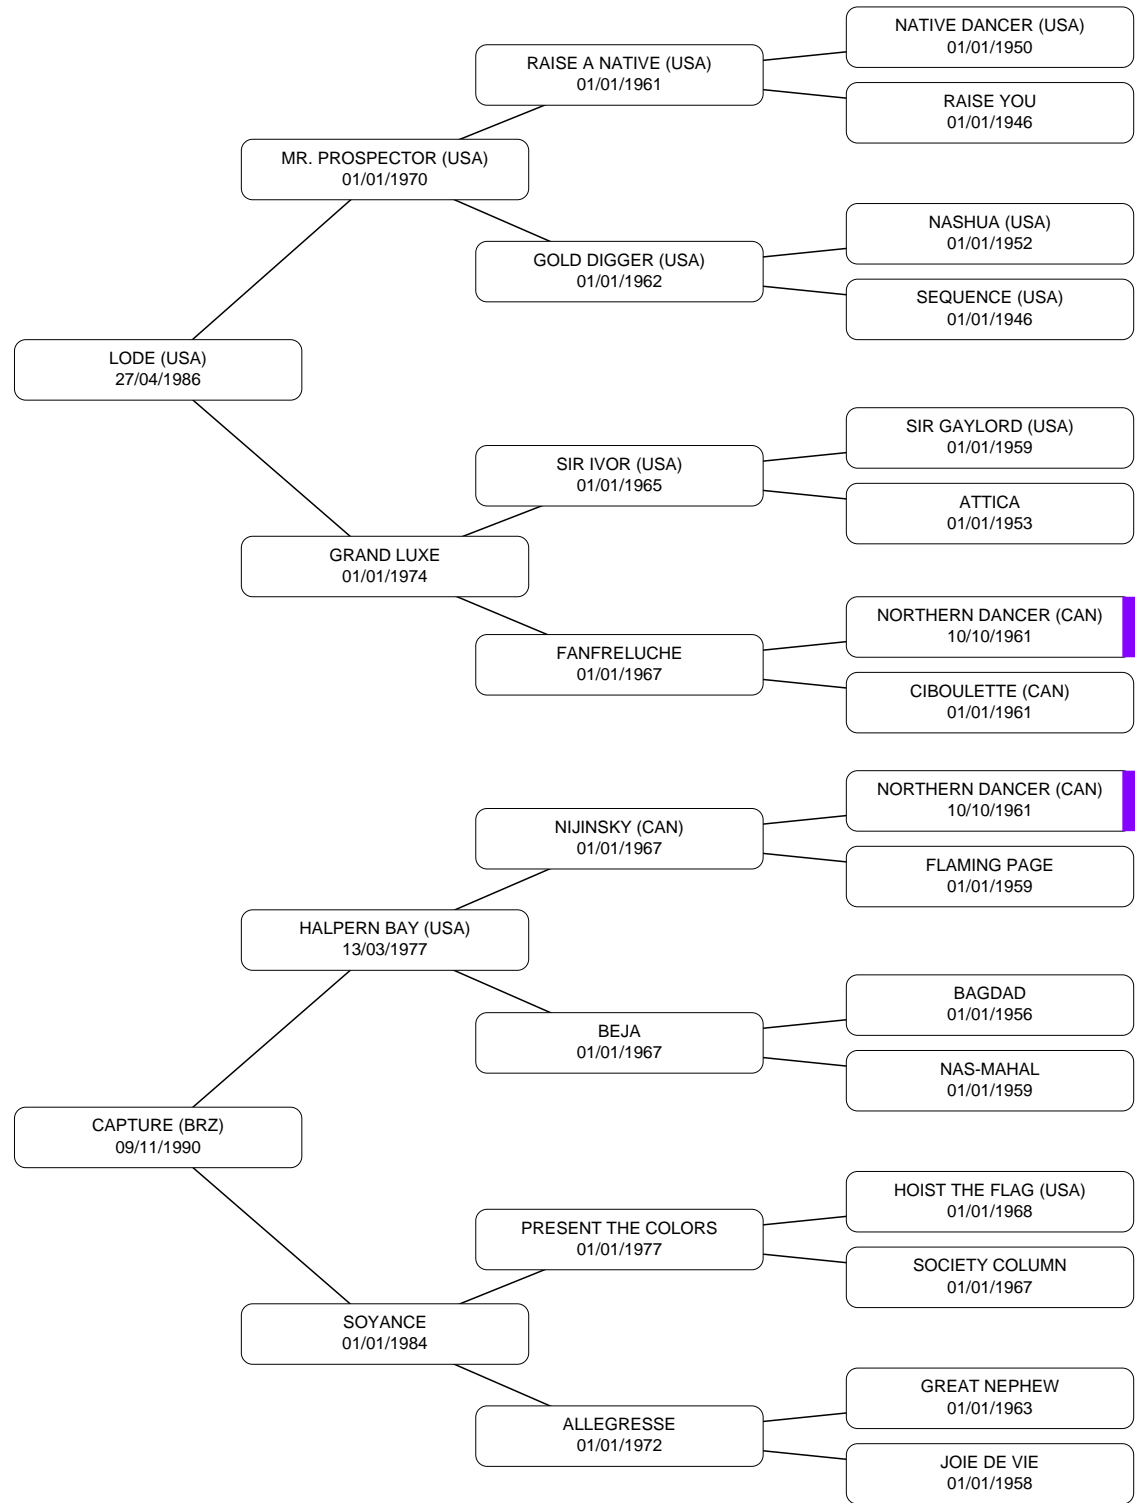 NATIVE DANCER (USA)
01/01/1950
RAISE A NATIVE (USA)
01/01/1961
RAISE YOU
01/01/1946
MR. PROSPECTOR (USA)
01/01/1970
NASHUA (USA)
01/01/1952
GOLD DIGGER (USA)
01/01/1962
SEQUENCE (USA)
01/01/1946
LODE (USA)
27/04/1986
SIR GAYLORD (USA)
01/01/1959
SIR IVOR (USA)
01/01/1965
ATTICA
01/01/1953
GRAND LUXE
01/01/1974
NORTHERN DANCER (CAN)
10/10/1961
FANFRELUCHE
01/01/1967
CIBOULETTE (CAN)
01/01/1961
NORTHERN DANCER (CAN)
10/10/1961
NIJINSKY (CAN)
01/01/1967
FLAMING PAGE
01/01/1959
HALPERN BAY (USA)
13/03/1977
BAGDAD
01/01/1956
BEJA
01/01/1967
NAS-MAHAL
01/01/1959
CAPTURE (BRZ)
09/11/1990
HOIST THE FLAG (USA)
01/01/1968
PRESENT THE COLORS
01/01/1977
SOCIETY COLUMN
01/01/1967
SOYANCE
01/01/1984
GREAT NEPHEW
01/01/1963
ALLEGRESSE
01/01/1972
JOIE DE VIE
01/01/1958